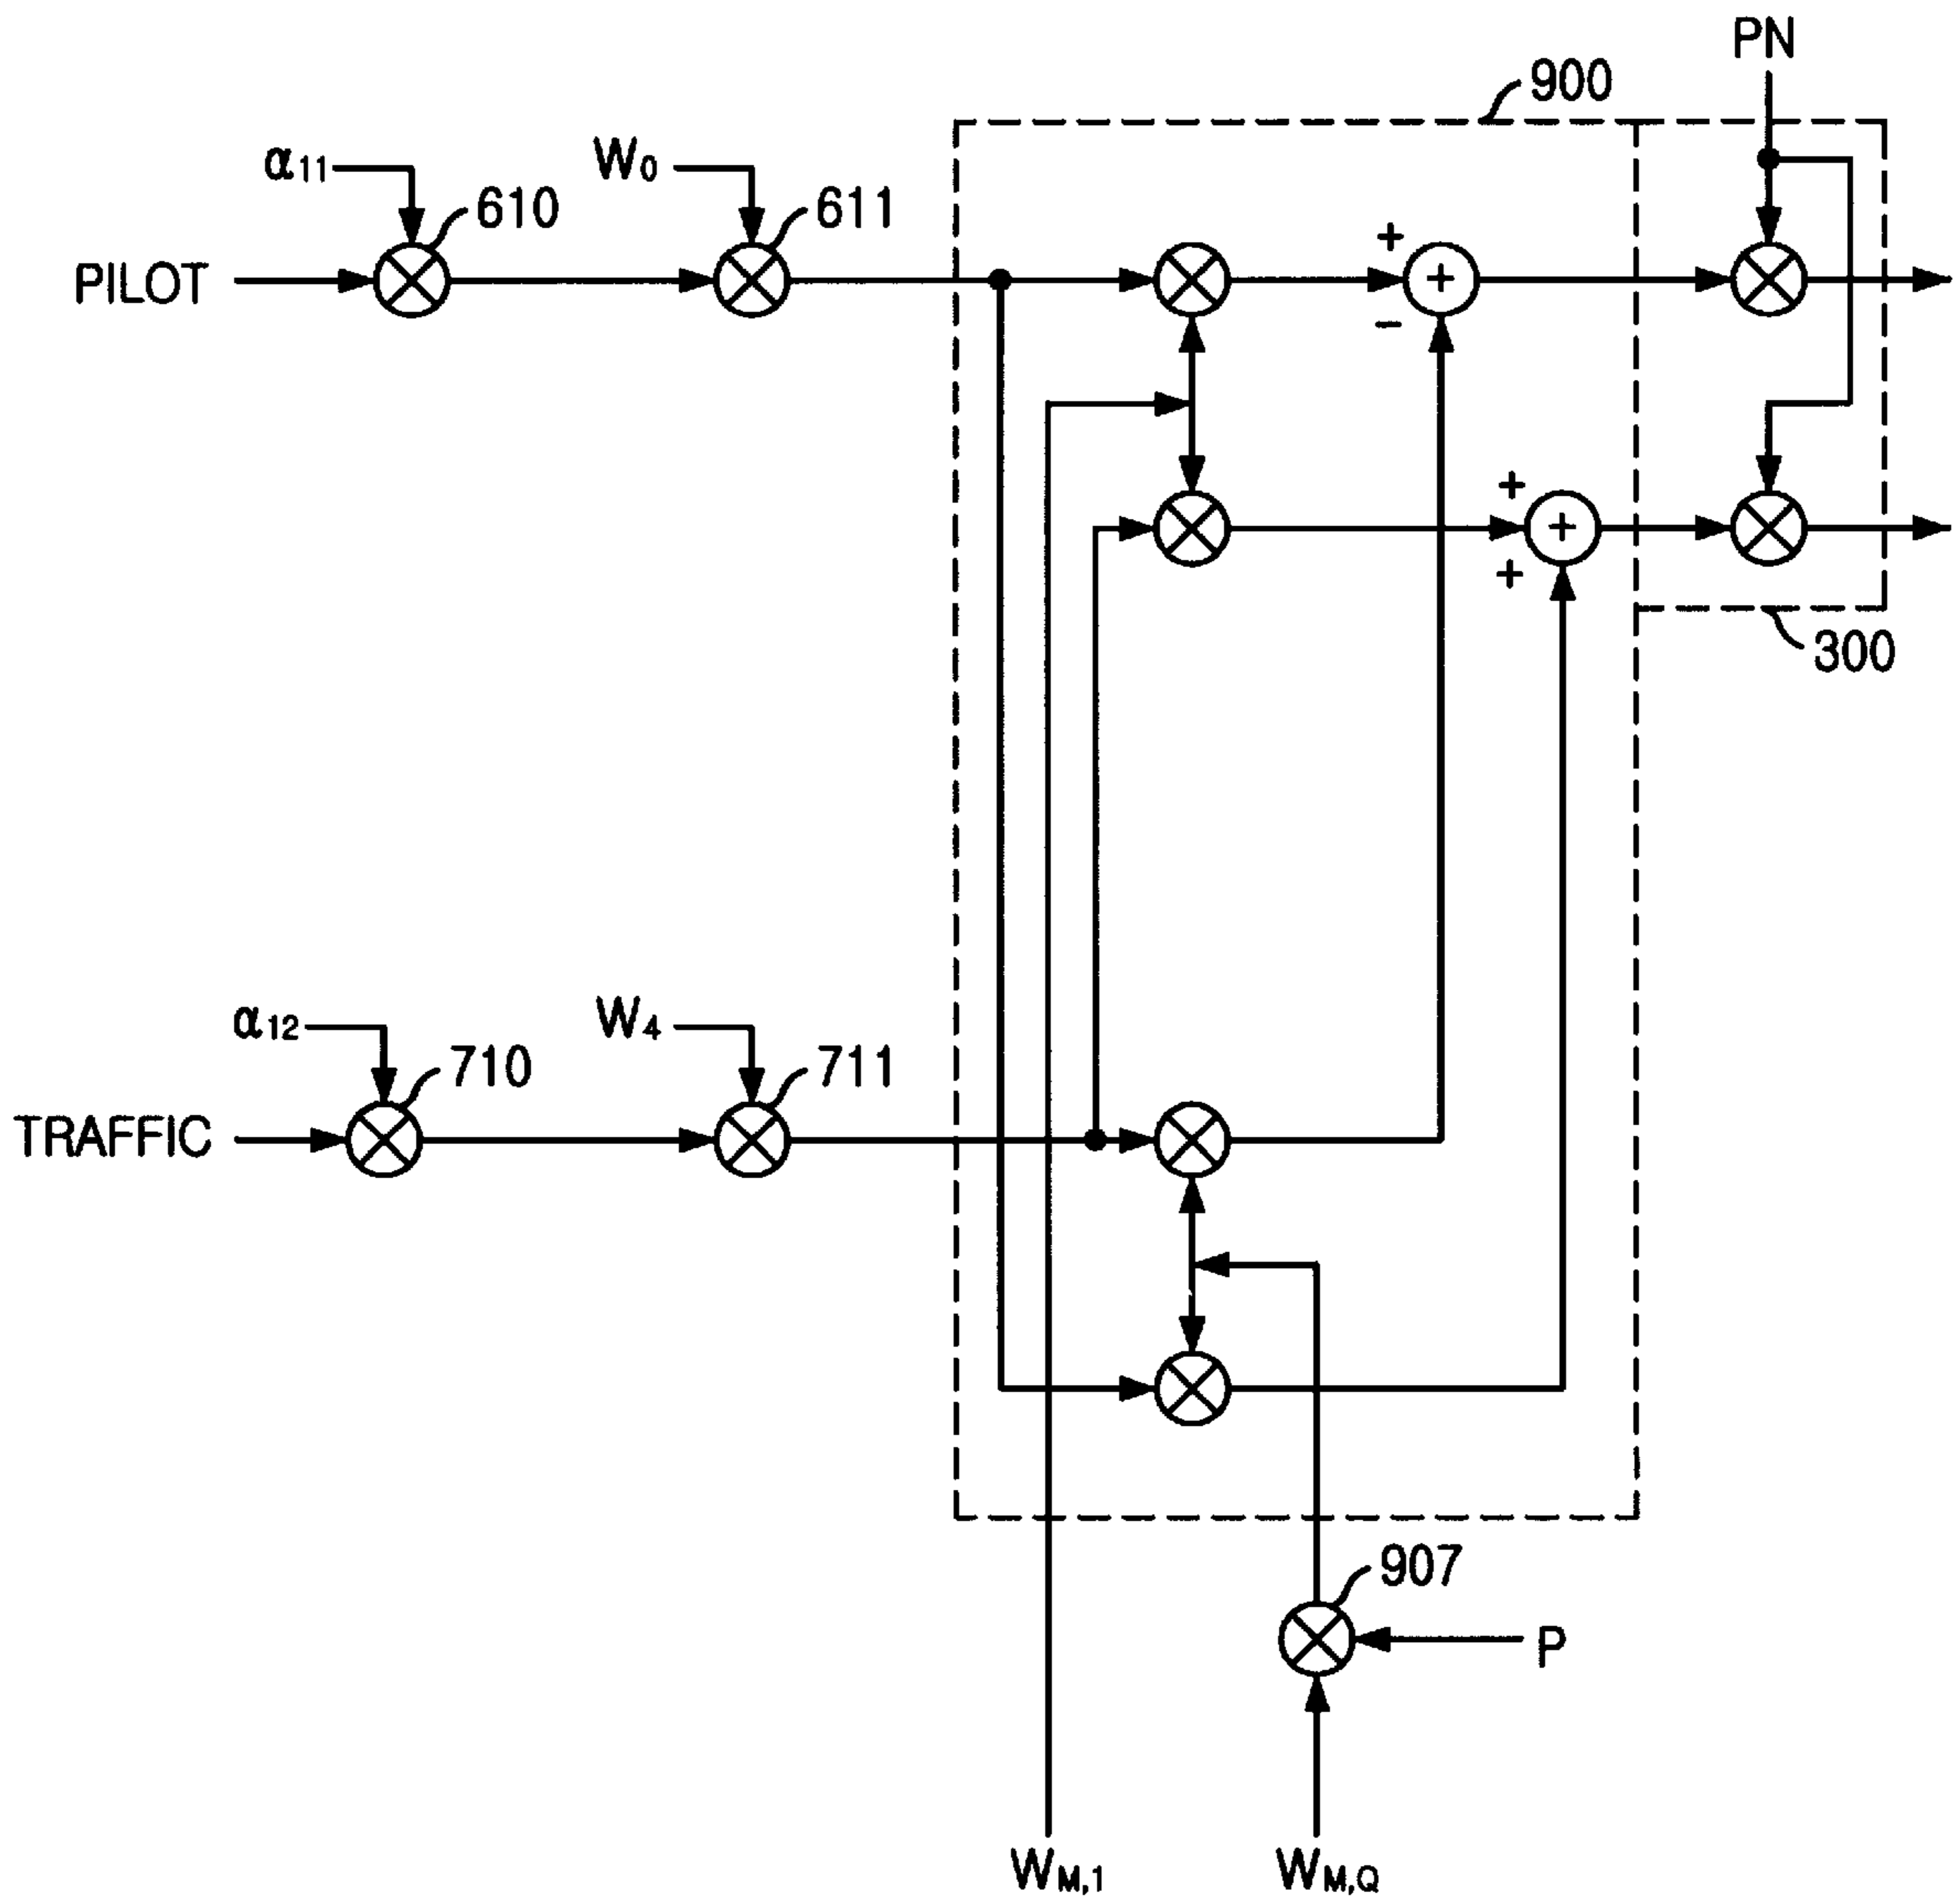 PN
900
α11
W0
610
611
+
PILOT
+
−
+
+
+
300
α12
W4
710
711
TRAFFIC
907
P
WM,1
WM,Q